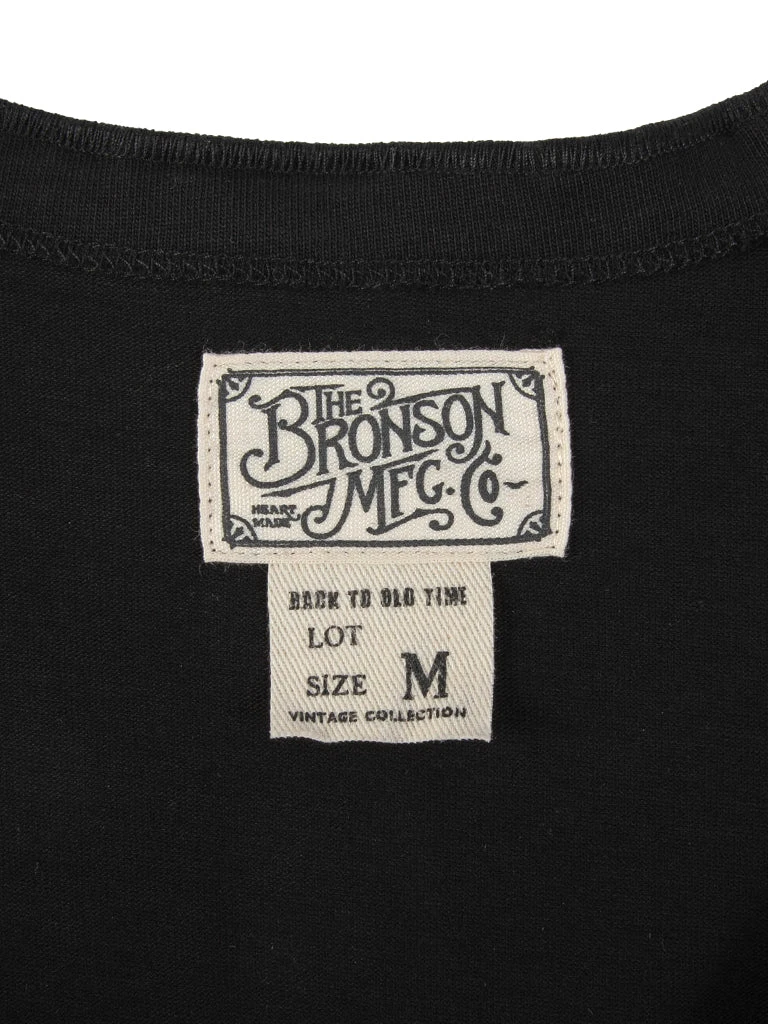 THE
BRONSON
MFG. Co~
HEART
MADE
BACK TO OLD TIME
LOT
SIZE M
VINTAGE COLLECTION